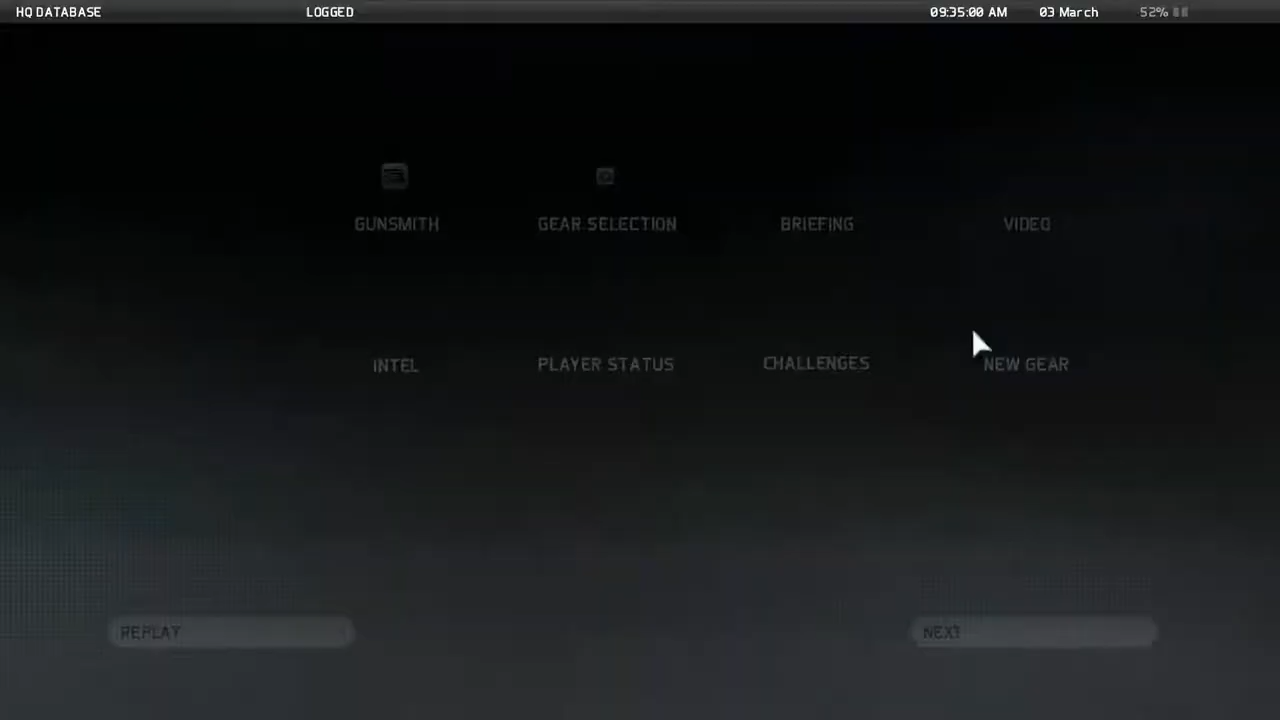 HQ DATABASE LOGGED 09:35:00 AM 03 March 52%
GUNSMITH GEAR SELECTION BRIEFING VIDEO
INTEL PLAYER STATUS CHALLENGES NEW GEAR
REPLAY NEXT